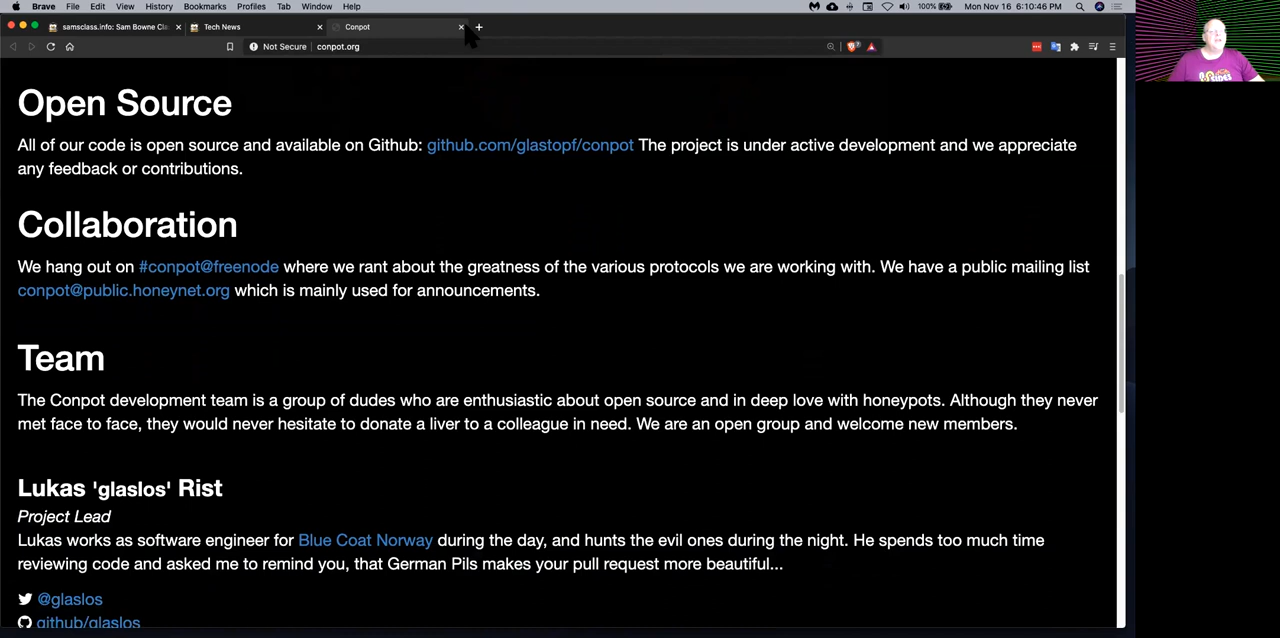 Brave File Edit View History Bookmarks Profiles Tab Window Help 100% Mon Nov 16 6:10:46 PM
samsclass.info: Sam Bowne Cla Tech News Conpot
Not Secure conpot.org
Open Source
All of our code is open source and available on Github: github.com/glastopf/conpot The project is under active development and we appreciate
any feedback or contributions.
Collaboration
We hang out on #conpot@freenode where we rant about the greatness of the various protocols we are working with. We have a public mailing list
conpot@public.honeynet.org which is mainly used for announcements.
Team
The Conpot development team is a group of dudes who are enthusiastic about open source and in deep love with honeypots. Although they never
met face to face, they would never hesitate to donate a liver to a colleague in need. We are an open group and welcome new members.
Lukas 'glaslos' Rist
Project Lead
Lukas works as software engineer for Blue Coat Norway during the day, and hunts the evil ones during the night. He spends too much time
reviewing code and asked me to remind you, that German Pils makes your pull request more beautiful...
@glaslos
github/glaslos